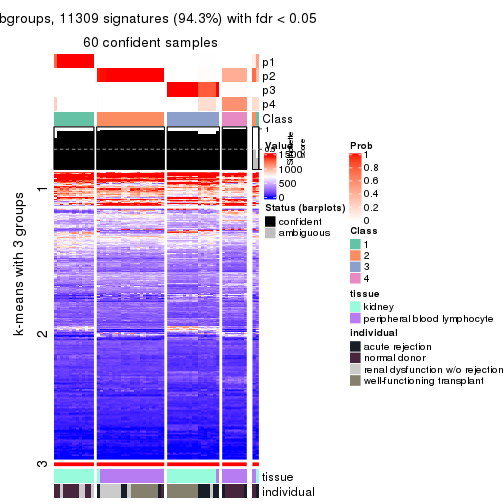 bgroups, 11309 signatures (94.3%) with fdr < 0.05
60 confident samples
p1
p2
p3
p4
Class
1
Silhouette
score
k-means with 3 groups
1
2
3
tissue
individual
Value
1500
1000
500
0
Status (barplots)
confident
ambiguous
Prob
1
0.8
0.6
0.4
0.2
0
Class
1
2
3
4
tissue
kidney
peripheral blood lymphocyte
individual
acute rejection
normal donor
renal dysfunction w/o rejection
well-functioning transplant